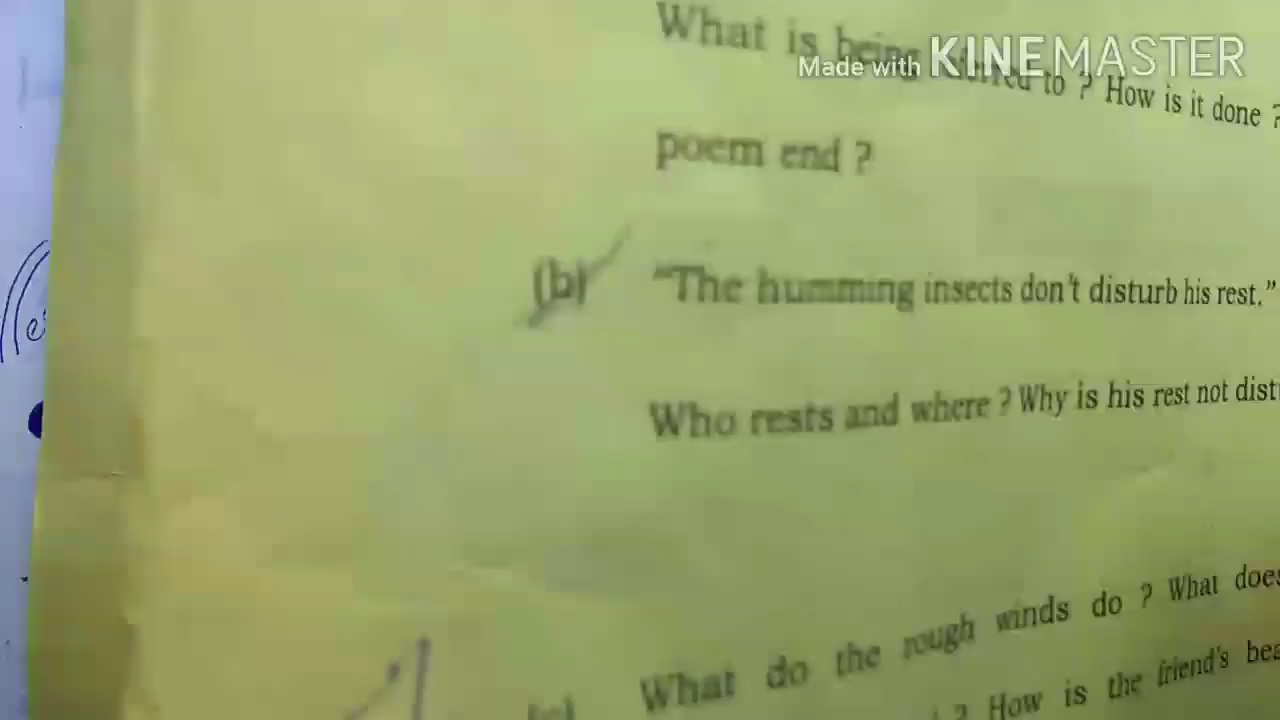 What is being to ? How is it done ?
Made with KINEMASTER
poem end ?
(b) "The humming insects don't disturb his rest."
Who rests and where ? Why is his rest not
What do the rough winds do ? What does
? How is the friend's